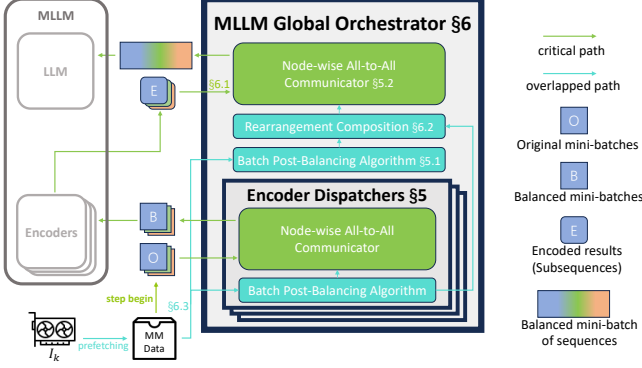 MLLM
LLM
Encoders
E
B
O
§6.1
step begin
§6.3
I_k
prefetching
MM
Data
MLLM Global Orchestrator §6
Node-wise All-to-All
Communicator §5.2
Rearrangement Composition §6.2
Batch Post-Balancing Algorithm §5.1
Encoder Dispatchers §5
Node-wise All-to-All
Communicator
Batch Post-Balancing Algorithm
critical path
overlapped path
O
Original mini-batches
B
Balanced mini-batches
E
Encoded results
(Subsequences)
Balanced mini-batch
of sequences